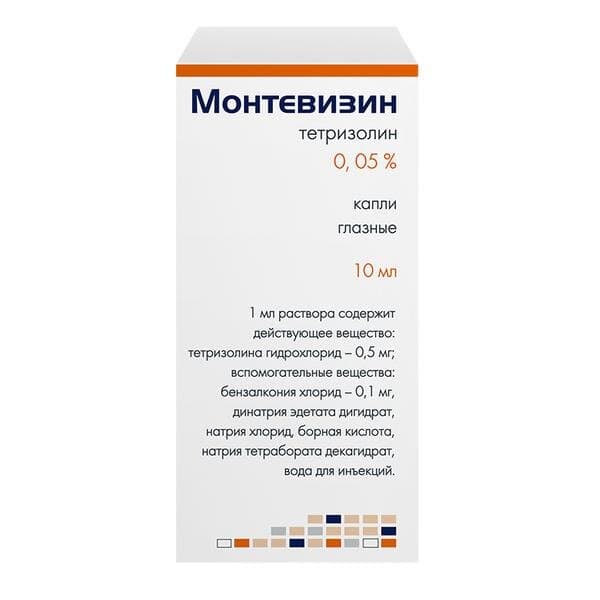 Монтєвизин
тетризолин
0, 05 %
капли
глазные
10 мл
1 мл раствора содержит
действующее вещество:
тетризолина гидрохлорид – 0,5 мг;
вспомогательные вещества:
бензалкония хлорид – 0,1 мг,
динатрия эдетата дигидрат,
натрия хлорид, борная кислота,
натрия тетрабората декагидрат,
вода для инъекций.